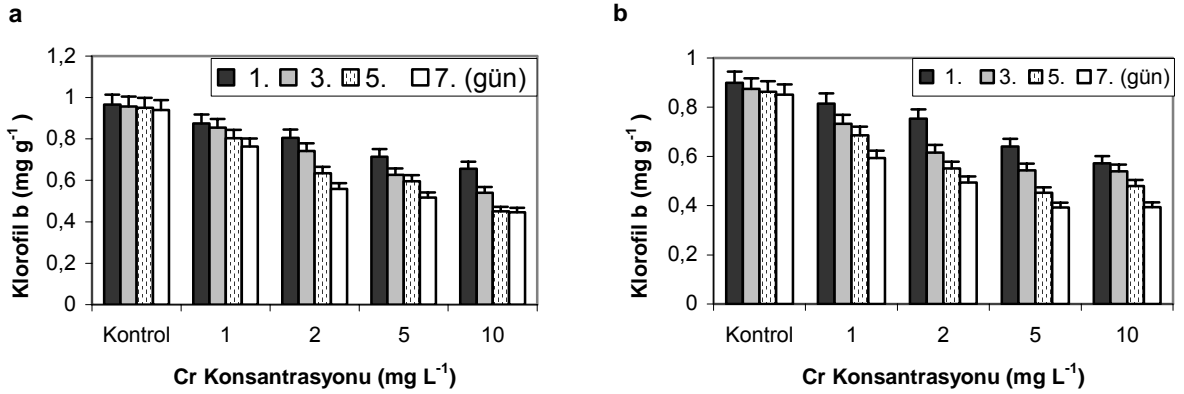 a
1,2
1
0,8
0,6
0,4
0,2
0
Klorofil b (mg g⁻¹)
1. 3. 5. 7. (gün)
Kontrol 1 2 5 10
Cr Konsantrasyonu (mg L⁻¹)
b
1
0,8
0,6
0,4
0,2
0
Klorofil b (mg g⁻¹)
1. 3. 5. 7. (gün)
Kontrol 1 2 5 10
Cr Konsantrasyonu (mg L⁻¹)